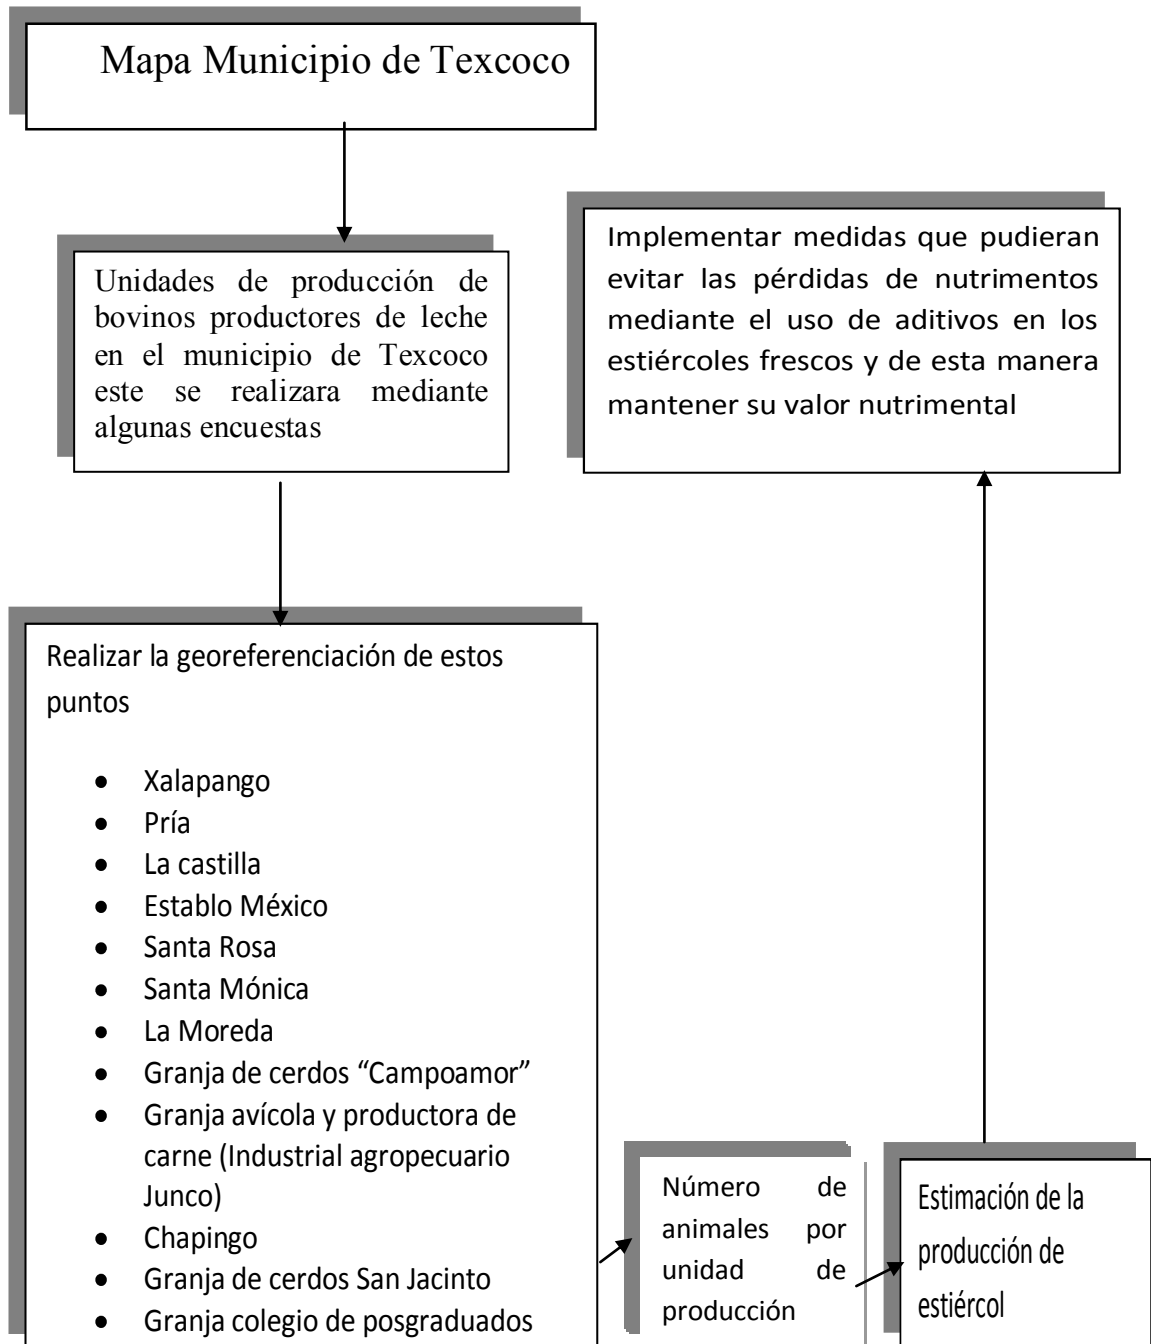 Mapa Municipio de Texcoco
Unidades de producción de
bovinos productores de leche
en el municipio de Texcoco
este se realizara mediante
algunas encuestas
Implementar medidas que pudieran
evitar las pérdidas de nutrimentos
mediante el uso de aditivos en los
estiércoles frescos y de esta manera
mantener su valor nutrimental
Realizar la georeferenciación de estos
puntos
• Xalapango
• Pría
• La castilla
• Establo México
• Santa Rosa
• Santa Mónica
• La Moreda
• Granja de cerdos “Campoamor”
• Granja avícola y productora de
carne (Industrial agropecuario
Junco)
• Chapingo
• Granja de cerdos San Jacinto
• Granja colegio de posgraduados
Número de
animales por
unidad de
producción
Estimación de la
producción de
estiércol